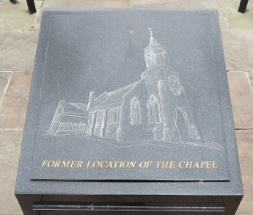 FORMER LOCATION OF THE CHAPEL